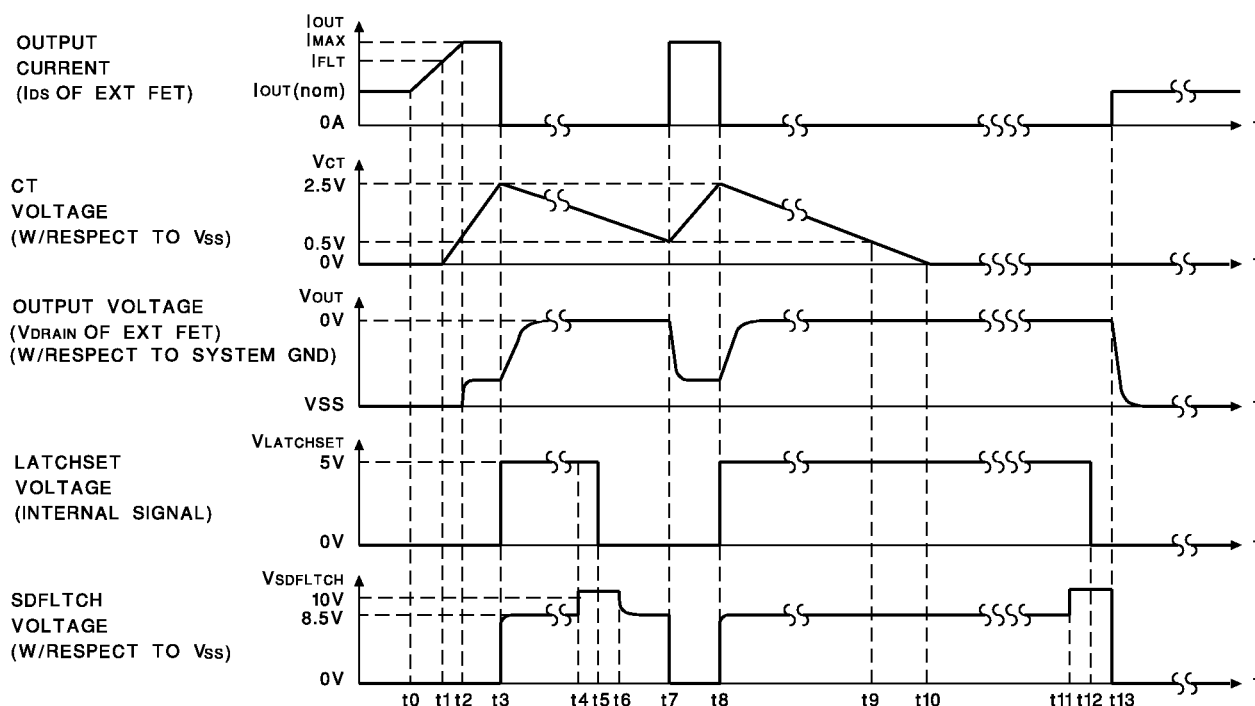 OUTPUT
CURRENT
(IDS OF EXT FET)
IOUT
IMAX
IFLT
IOUT(nom)
0A
T
CT
VOLTAGE
(W/RESPECT TO VSS)
VCT
2.5V
0.5V
0V
T
OUTPUT VOLTAGE
(VDRAIN OF EXT FET)
(W/RESPECT TO SYSTEM GND)
VOUT
0V
VSS
T
LATCHSET
VOLTAGE
(INTERNAL SIGNAL)
VLATCHSET
5V
0V
T
SDFLTCH
VOLTAGE
(W/RESPECT TO VSS)
VSDFLTCH
10V
8.5V
0V
T
t0 t1 t2 t3 t4 t5 t6 t7 t8 t9 t10 t11 t12 t13